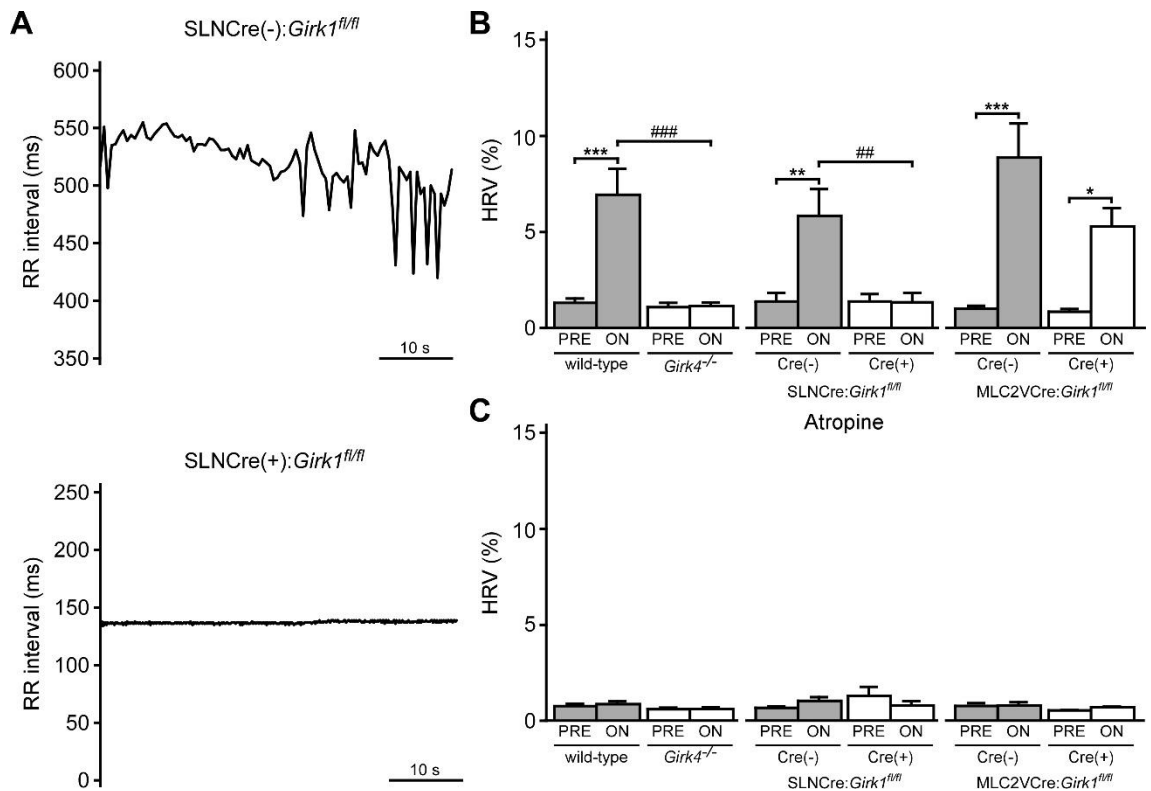 A
SLNCre(-):Girk1fl/fl
RR interval (ms)
600
550
500
450
400
350
10 s
SLNCre(+):Girk1fl/fl
RR interval (ms)
250
200
150
100
50
0
10 s
B
HRV (%)
15
10
5
0
*** ### ** ## *** *
PRE ON PRE ON PRE ON PRE ON PRE ON PRE ON
wild-type Girk4-/- Cre(-) Cre(+) Cre(-) Cre(+)
SLNCre:Girk1fl/fl MLC2VCre:Girk1fl/fl
C
Atropine
HRV (%)
15
10
5
0
PRE ON PRE ON PRE ON PRE ON PRE ON PRE ON
wild-type Girk4-/- Cre(-) Cre(+) Cre(-) Cre(+)
SLNCre:Girk1fl/fl MLC2VCre:Girk1fl/fl